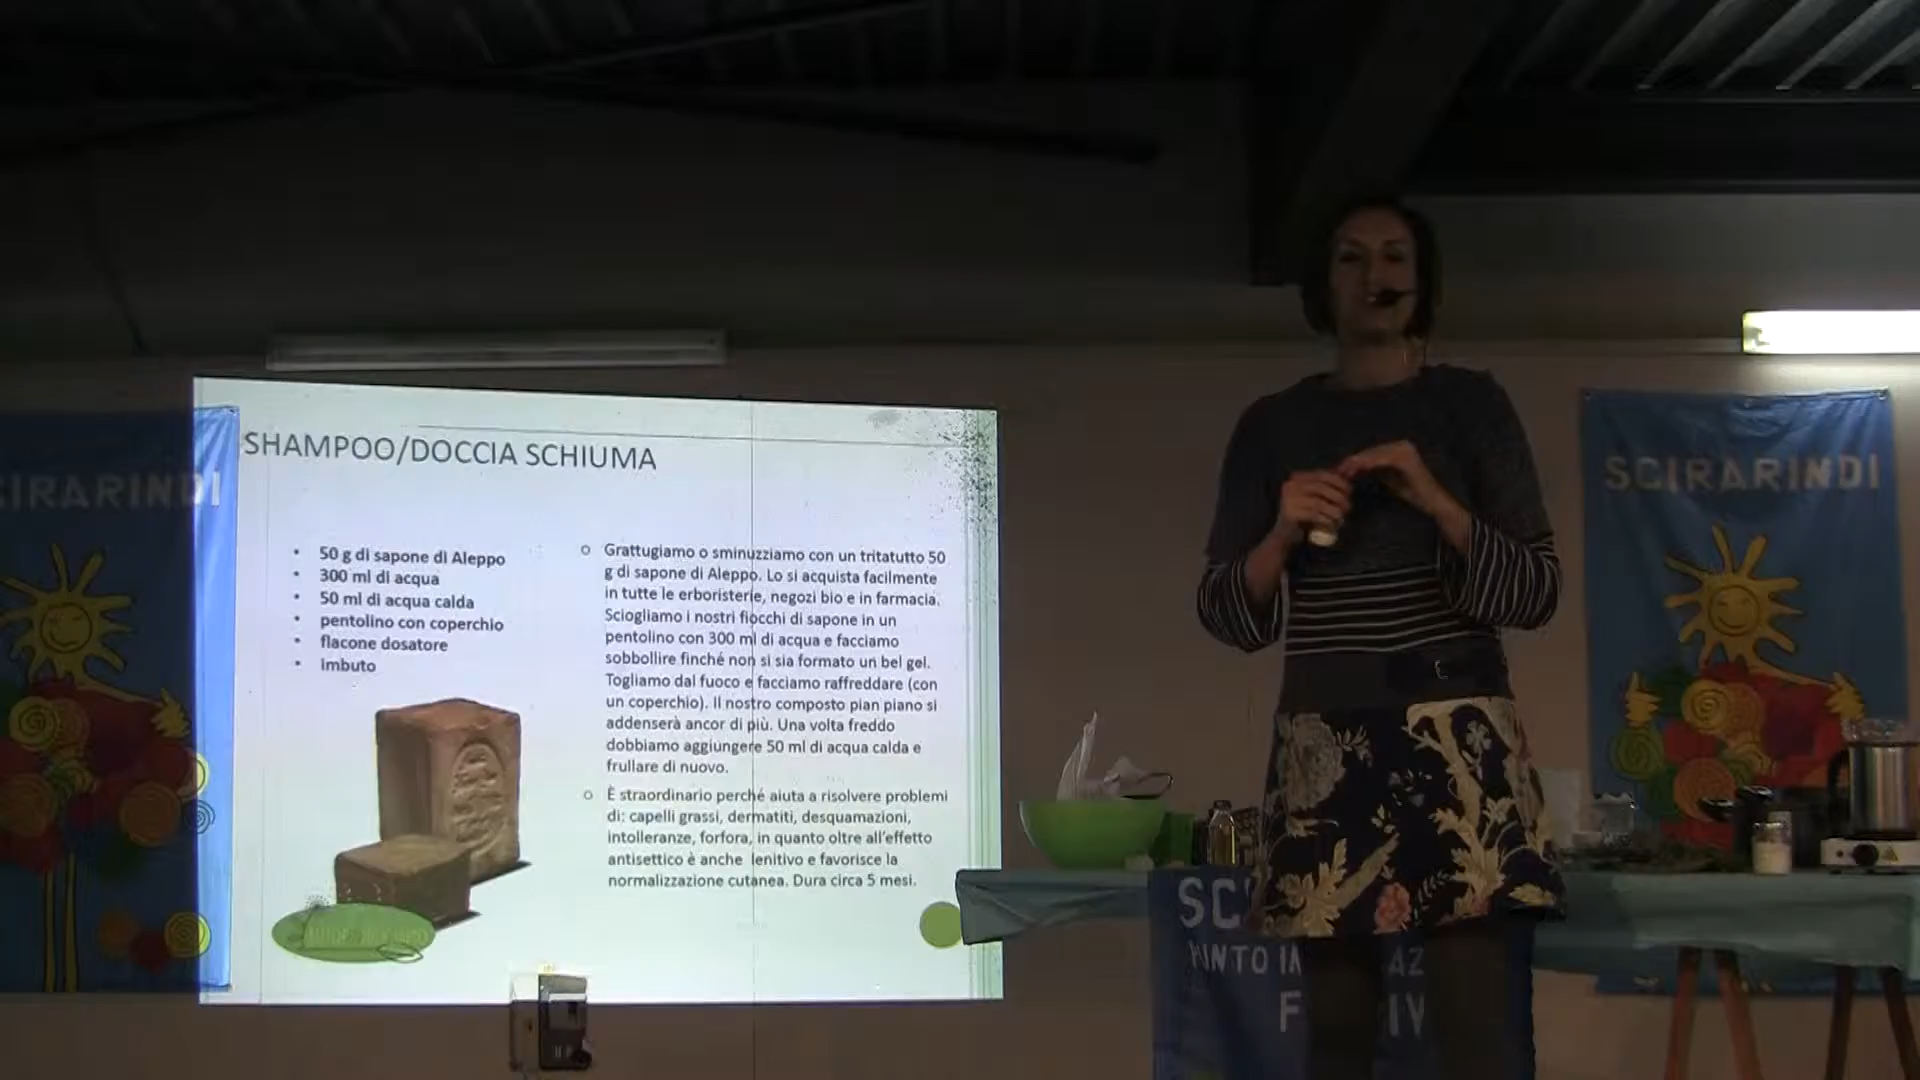 SHAMPOO/DOCCIA SCHIUMA
• 50 g di sapone di Aleppo
• 300 ml di acqua
• 50 ml di acqua calda
• pentolino con coperchio
• flacone dosatore
• imbuto
o Grattugiamo o sminuzziamo con un tritatutto 50
g di sapone di Aleppo. Lo si acquista facilmente
in tutte le erboristerie, negozi bio e in farmacia.
Sciogliamo i nostri fiocchi di sapone in un
pentolino con 300 ml di acqua e facciamo
sobbollire finché non si sia formato un bel gel.
Togliamo dal fuoco e facciamo raffreddare (con
un coperchio). Il nostro composto pian piano si
addenserà ancor di più. Una volta freddo
dobbiamo aggiungere 50 ml di acqua calda e
frullare di nuovo.
o È straordinario perché aiuta a risolvere problemi
di: capelli grassi, dermatiti, desquamazioni,
intolleranze, forfora, in quanto oltre all'effetto
antisettico è anche lenitivo e favorisce la
normalizzazione cutanea. Dura circa 5 mesi.
CIRARINDI
SCIRARINDI
SC
PUNTO IN AZ
F IV